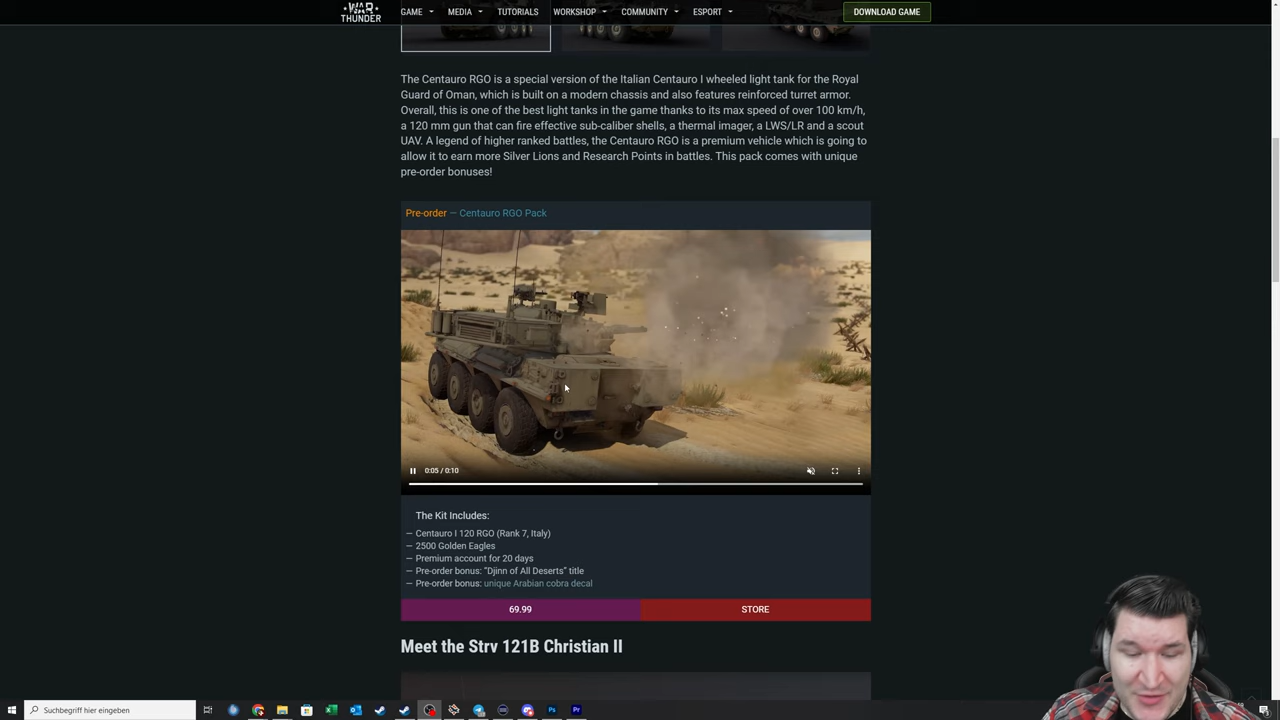 WAR
THUNDER
GAME MEDIA TUTORIALS WORKSHOP COMMUNITY ESPORT DOWNLOAD GAME
The Centauro RGO is a special version of the Italian Centauro I wheeled light tank for the Royal
Guard of Oman, which is built on a modern chassis and also features reinforced turret armor.
Overall, this is one of the best light tanks in the game thanks to its max speed of over 100 km/h,
a 120 mm gun that can fire effective sub-caliber shells, a thermal imager, a LWS/LR and a scout
UAV. A legend of higher ranked battles, the Centauro RGO is a premium vehicle which is going to
allow it to earn more Silver Lions and Research Points in battles. This pack comes with unique
pre-order bonuses!
Pre-order — Centauro RGO Pack
0:05 / 0:10
The Kit Includes:
— Centauro I 120 RGO (Rank 7, Italy)
— 2500 Golden Eagles
— Premium account for 20 days
— Pre-order bonus: “Djinn of All Deserts” title
— Pre-order bonus: unique Arabian cobra decal
69.99 STORE
Meet the Strv 121B Christian II
Suchbegriff hier eingeben